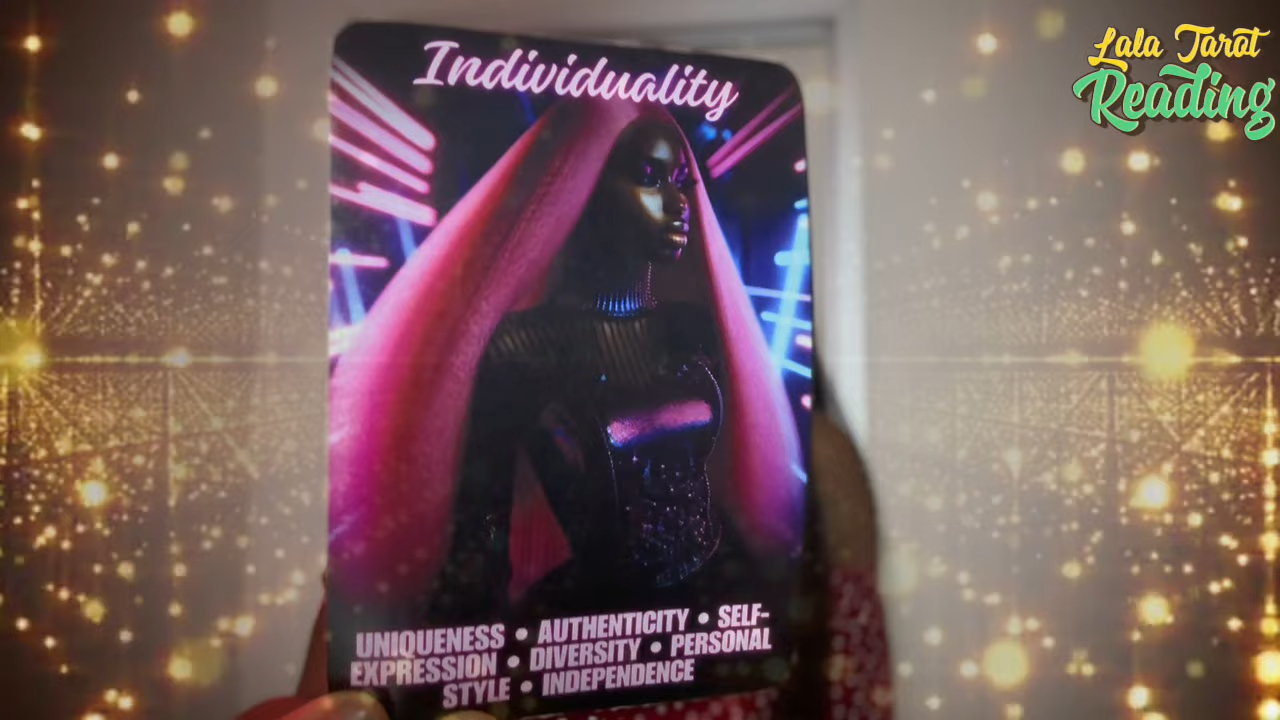 Individuality
UNIQUENESS • AUTHENTICITY • SELF-
EXPRESSION • DIVERSITY • PERSONAL
STYLE • INDEPENDENCE
Lala Tarot
Reading